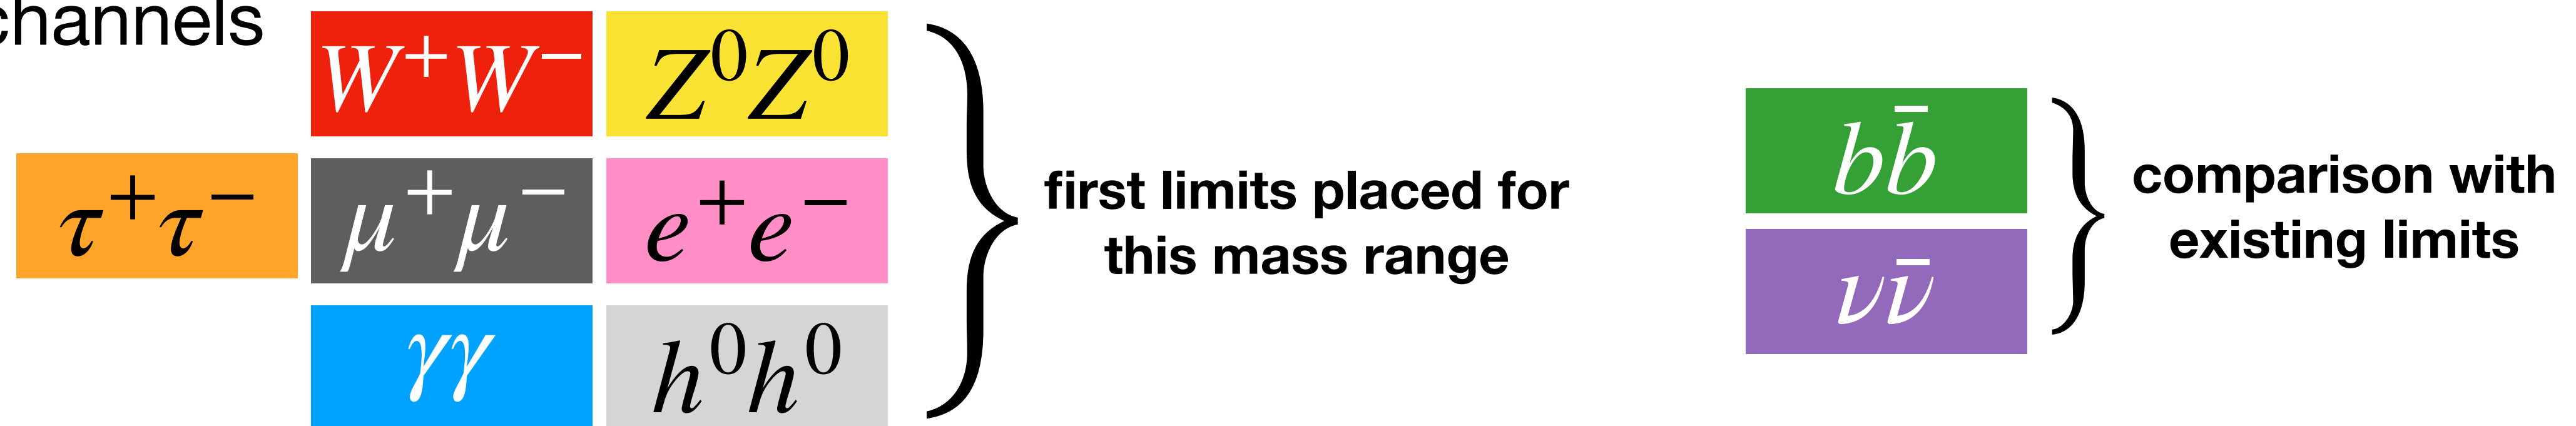 channels
W⁺W⁻ Z⁰Z⁰
τ⁺τ⁻ μ⁺μ⁻ e⁺e⁻
γγ h⁰h⁰
first limits placed for
this mass range
bb̄
νν̄
comparison with
existing limits